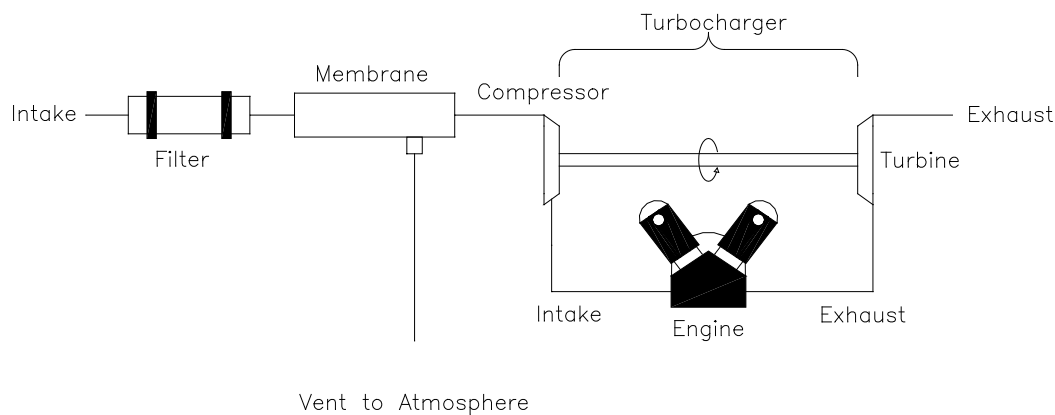 Turbocharger
Membrane
Compressor
Intake
Exhaust
Filter
Turbine
Intake
Exhaust
Engine
Vent to Atmosphere